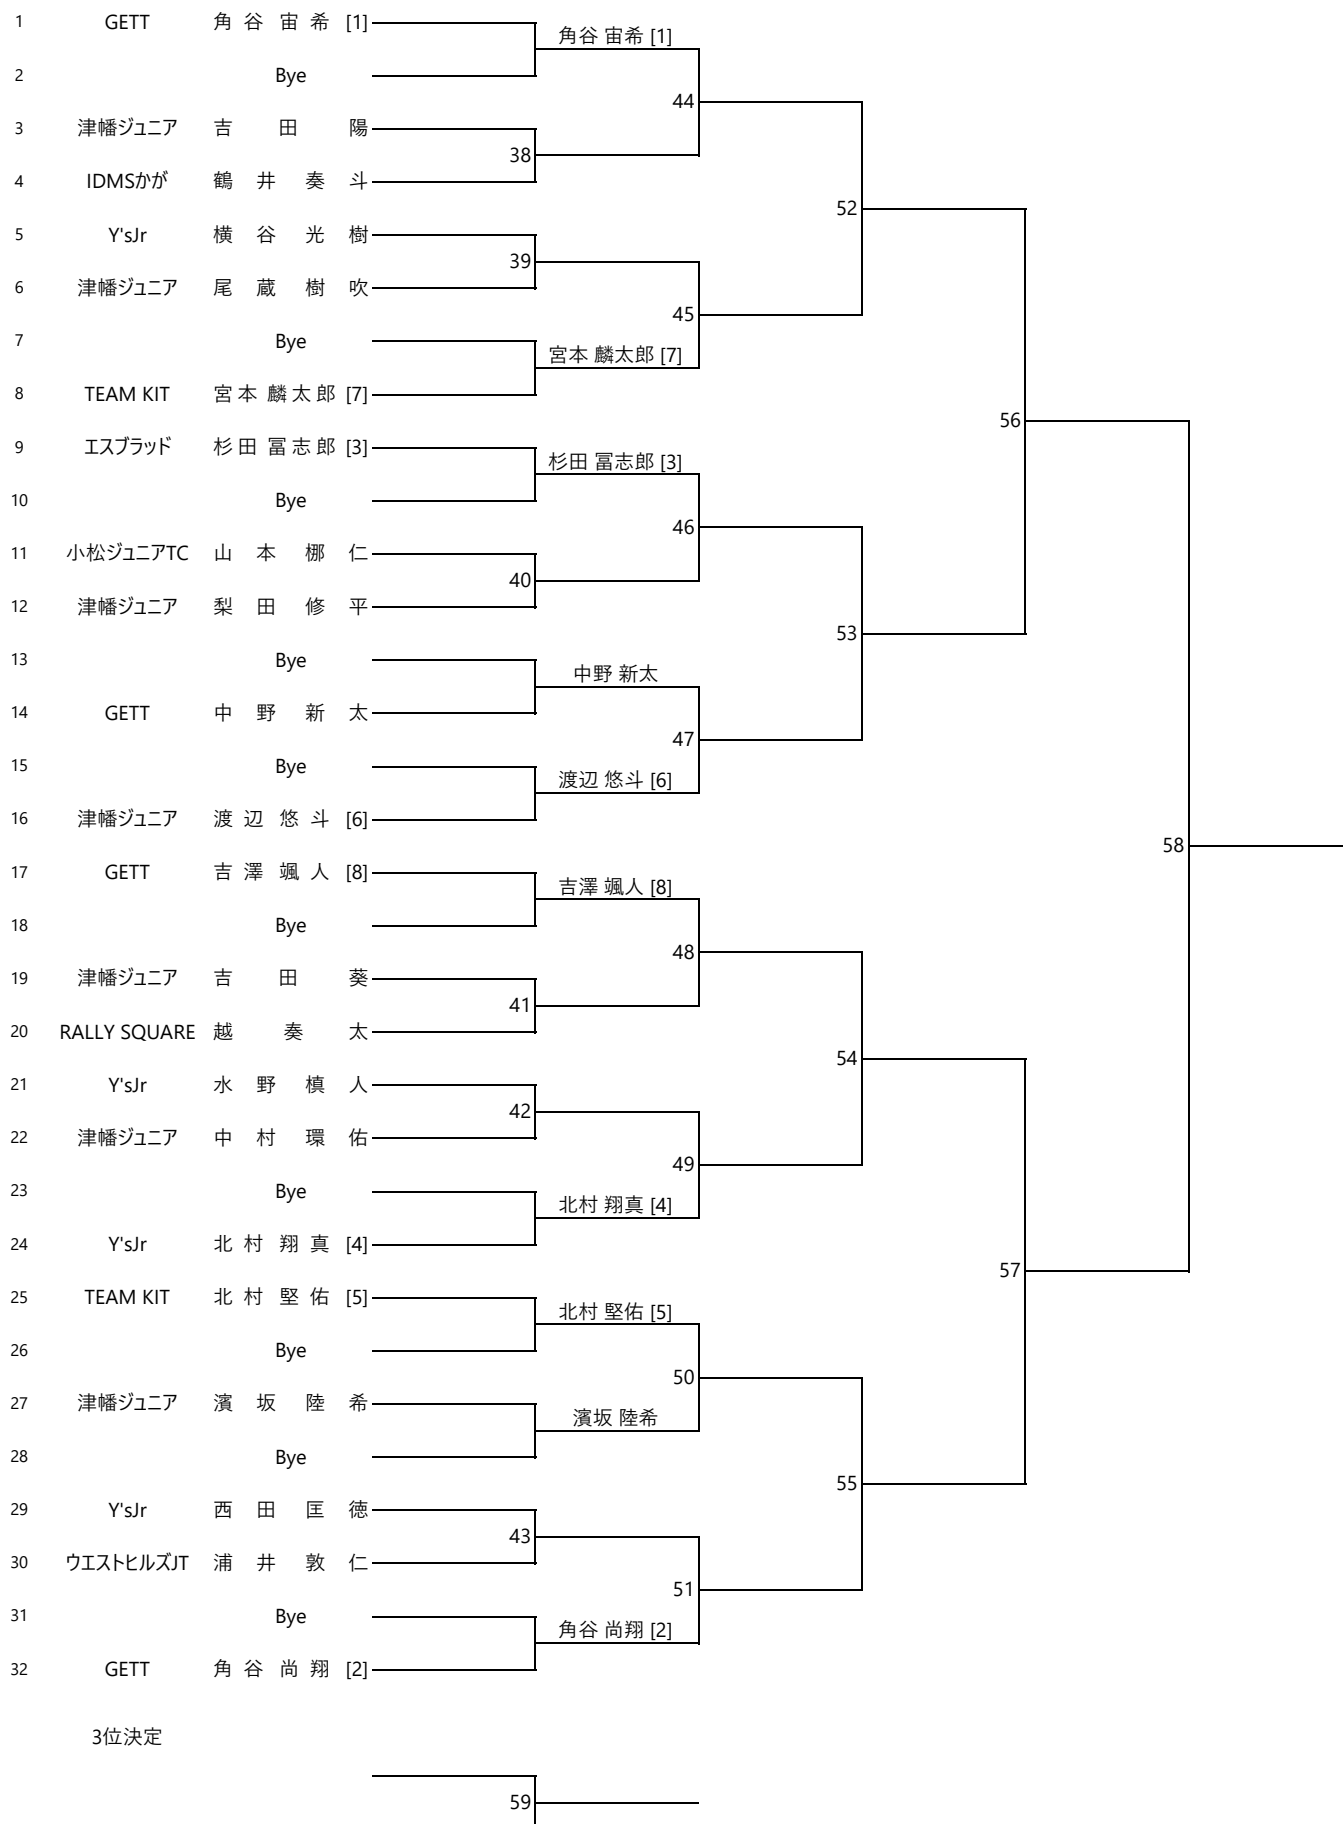 1 GETT 角谷宙希 [1]
角谷 宙希 [1]
2 Bye
44
3 津幡ジュニア 吉田陽
38
4 IDMSかが 鶴井奏斗
52
5 Y'sJr 横谷光樹
39
6 津幡ジュニア 尾蔵樹吹
45
7 Bye
宮本 麟太郎 [7]
8 TEAM KIT 宮本麟太郎 [7]
56
9 エスブラッド 杉田冨志郎 [3]
杉田 冨志郎 [3]
10 Bye
46
11 小松ジュニアTC 山本梛仁
40
12 津幡ジュニア 梨田修平
53
13 Bye
中野 新太
14 GETT 中野新太
47
15 Bye
渡辺 悠斗 [6]
16 津幡ジュニア 渡辺悠斗 [6]
58
17 GETT 吉澤颯人 [8]
吉澤 颯人 [8]
18 Bye
48
19 津幡ジュニア 吉田葵
41
20 RALLY SQUARE 越奏太
54
21 Y'sJr 水野槙人
42
22 津幡ジュニア 中村環佑
49
23 Bye
北村 翔真 [4]
24 Y'sJr 北村翔真 [4]
57
25 TEAM KIT 北村堅佑 [5]
北村 堅佑 [5]
26 Bye
50
27 津幡ジュニア 濱坂陸希
濱坂 陸希
28 Bye
55
29 Y'sJr 西田匡徳
43
30 ウエストヒルズJT 浦井敦仁
51
31 Bye
角谷 尚翔 [2]
32 GETT 角谷尚翔 [2]
3位決定
59